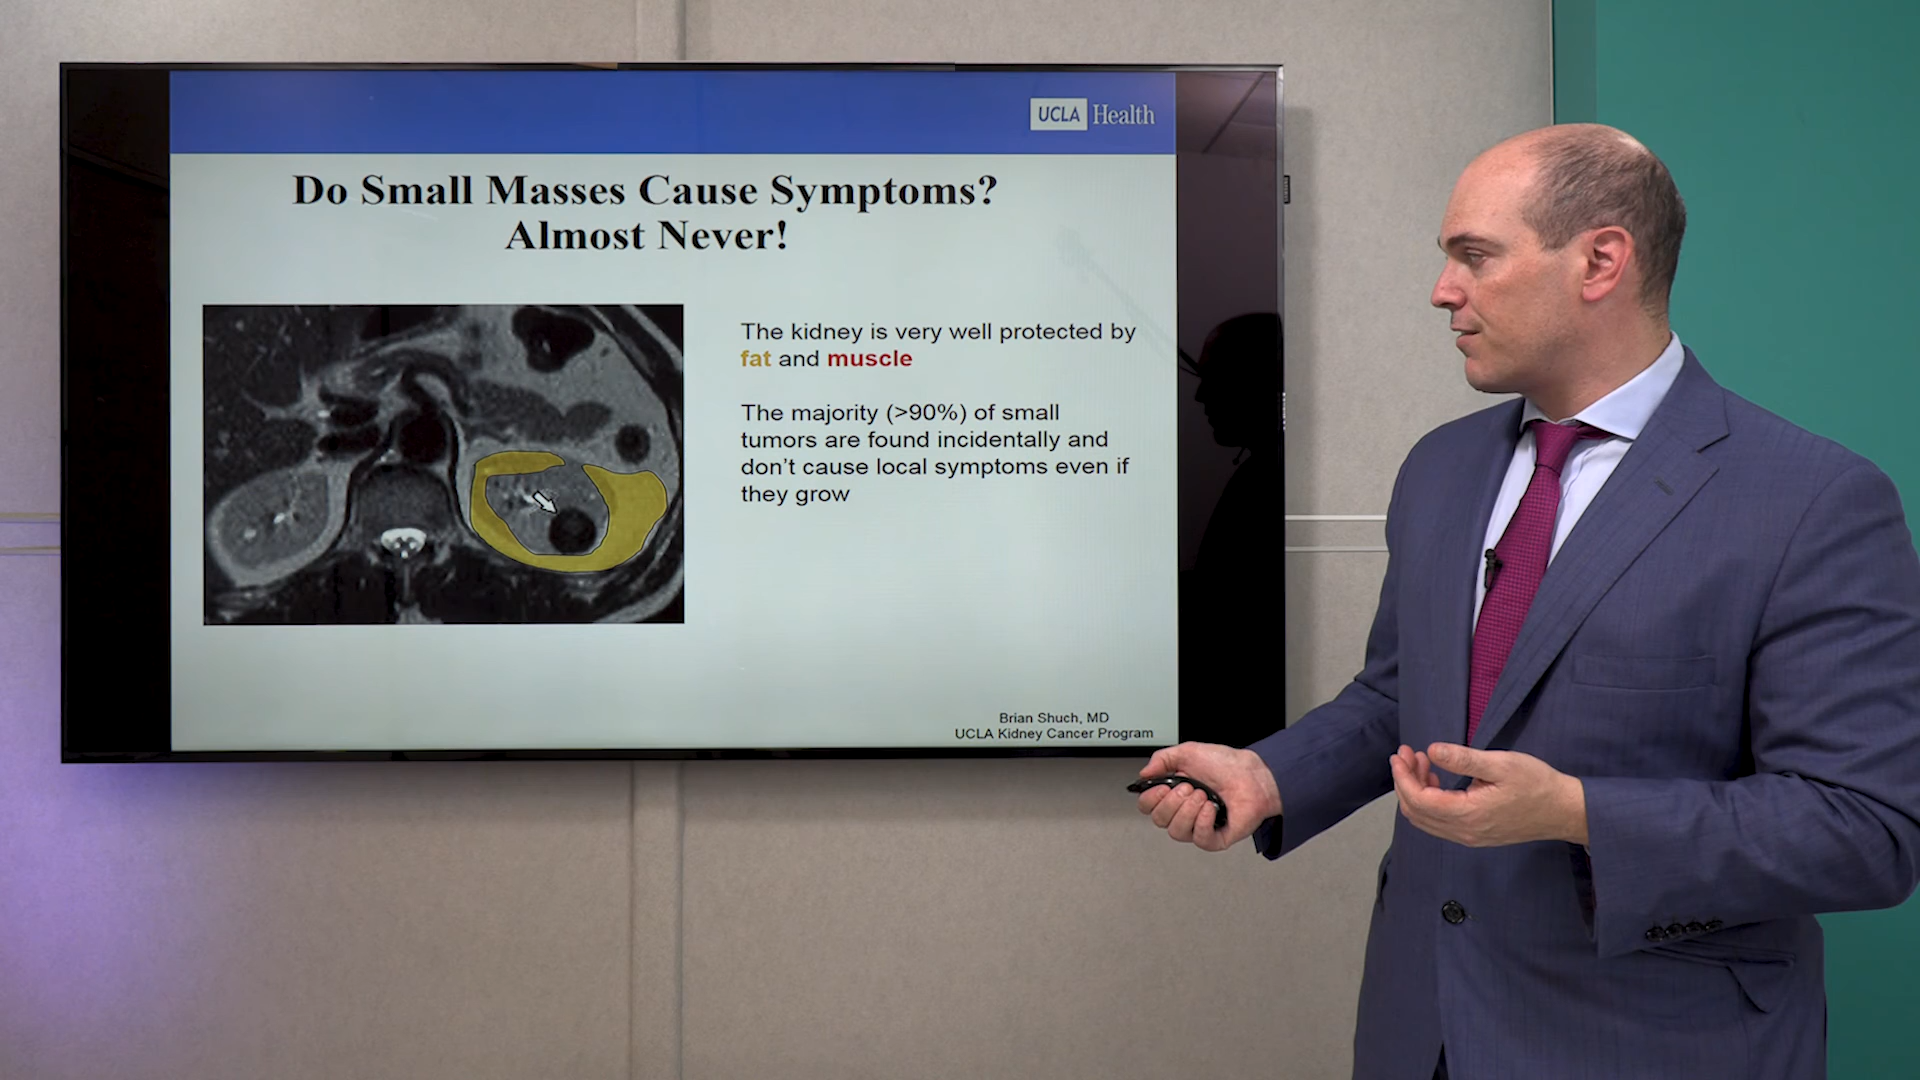 UCLA Health
Do Small Masses Cause Symptoms?
Almost Never!
The kidney is very well protected by
fat and muscle
The majority (>90%) of small
tumors are found incidentally and
don't cause local symptoms even if
they grow
Brian Shuch, MD
UCLA Kidney Cancer Program